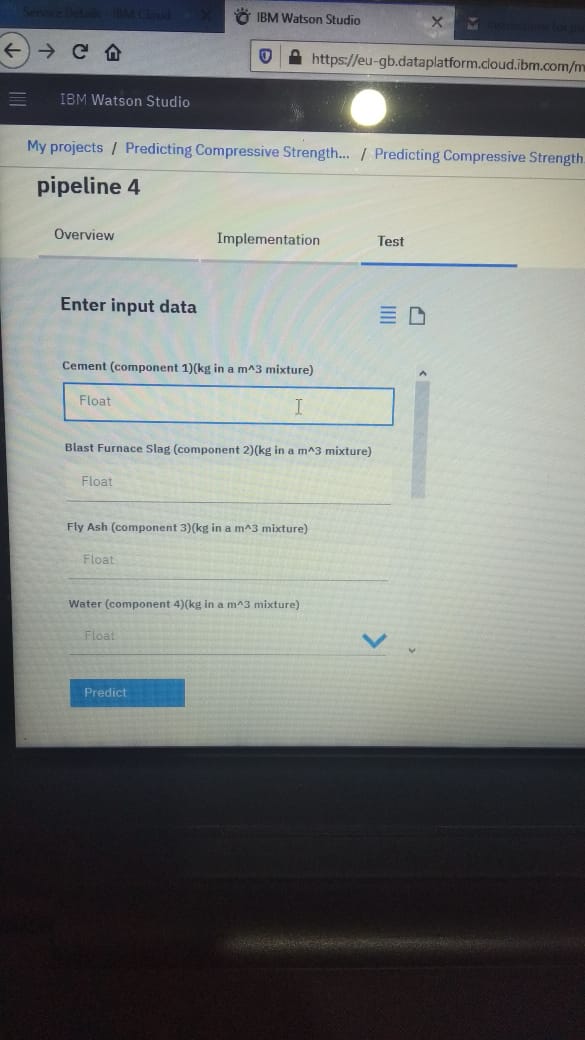 Service Details - IBM Cloud
IBM Watson Studio
https://eu-gb.dataplatform.cloud.ibm.com/m
IBM Watson Studio
My projects / Predicting Compressive Strength... / Predicting Compressive Strength
pipeline 4
Overview Implementation Test
Enter input data
Cement (component 1)(kg in a m^3 mixture)
Float
Blast Furnace Slag (component 2)(kg in a m^3 mixture)
Float
Fly Ash (component 3)(kg in a m^3 mixture)
Float
Water (component 4)(kg in a m^3 mixture)
Float
Predict